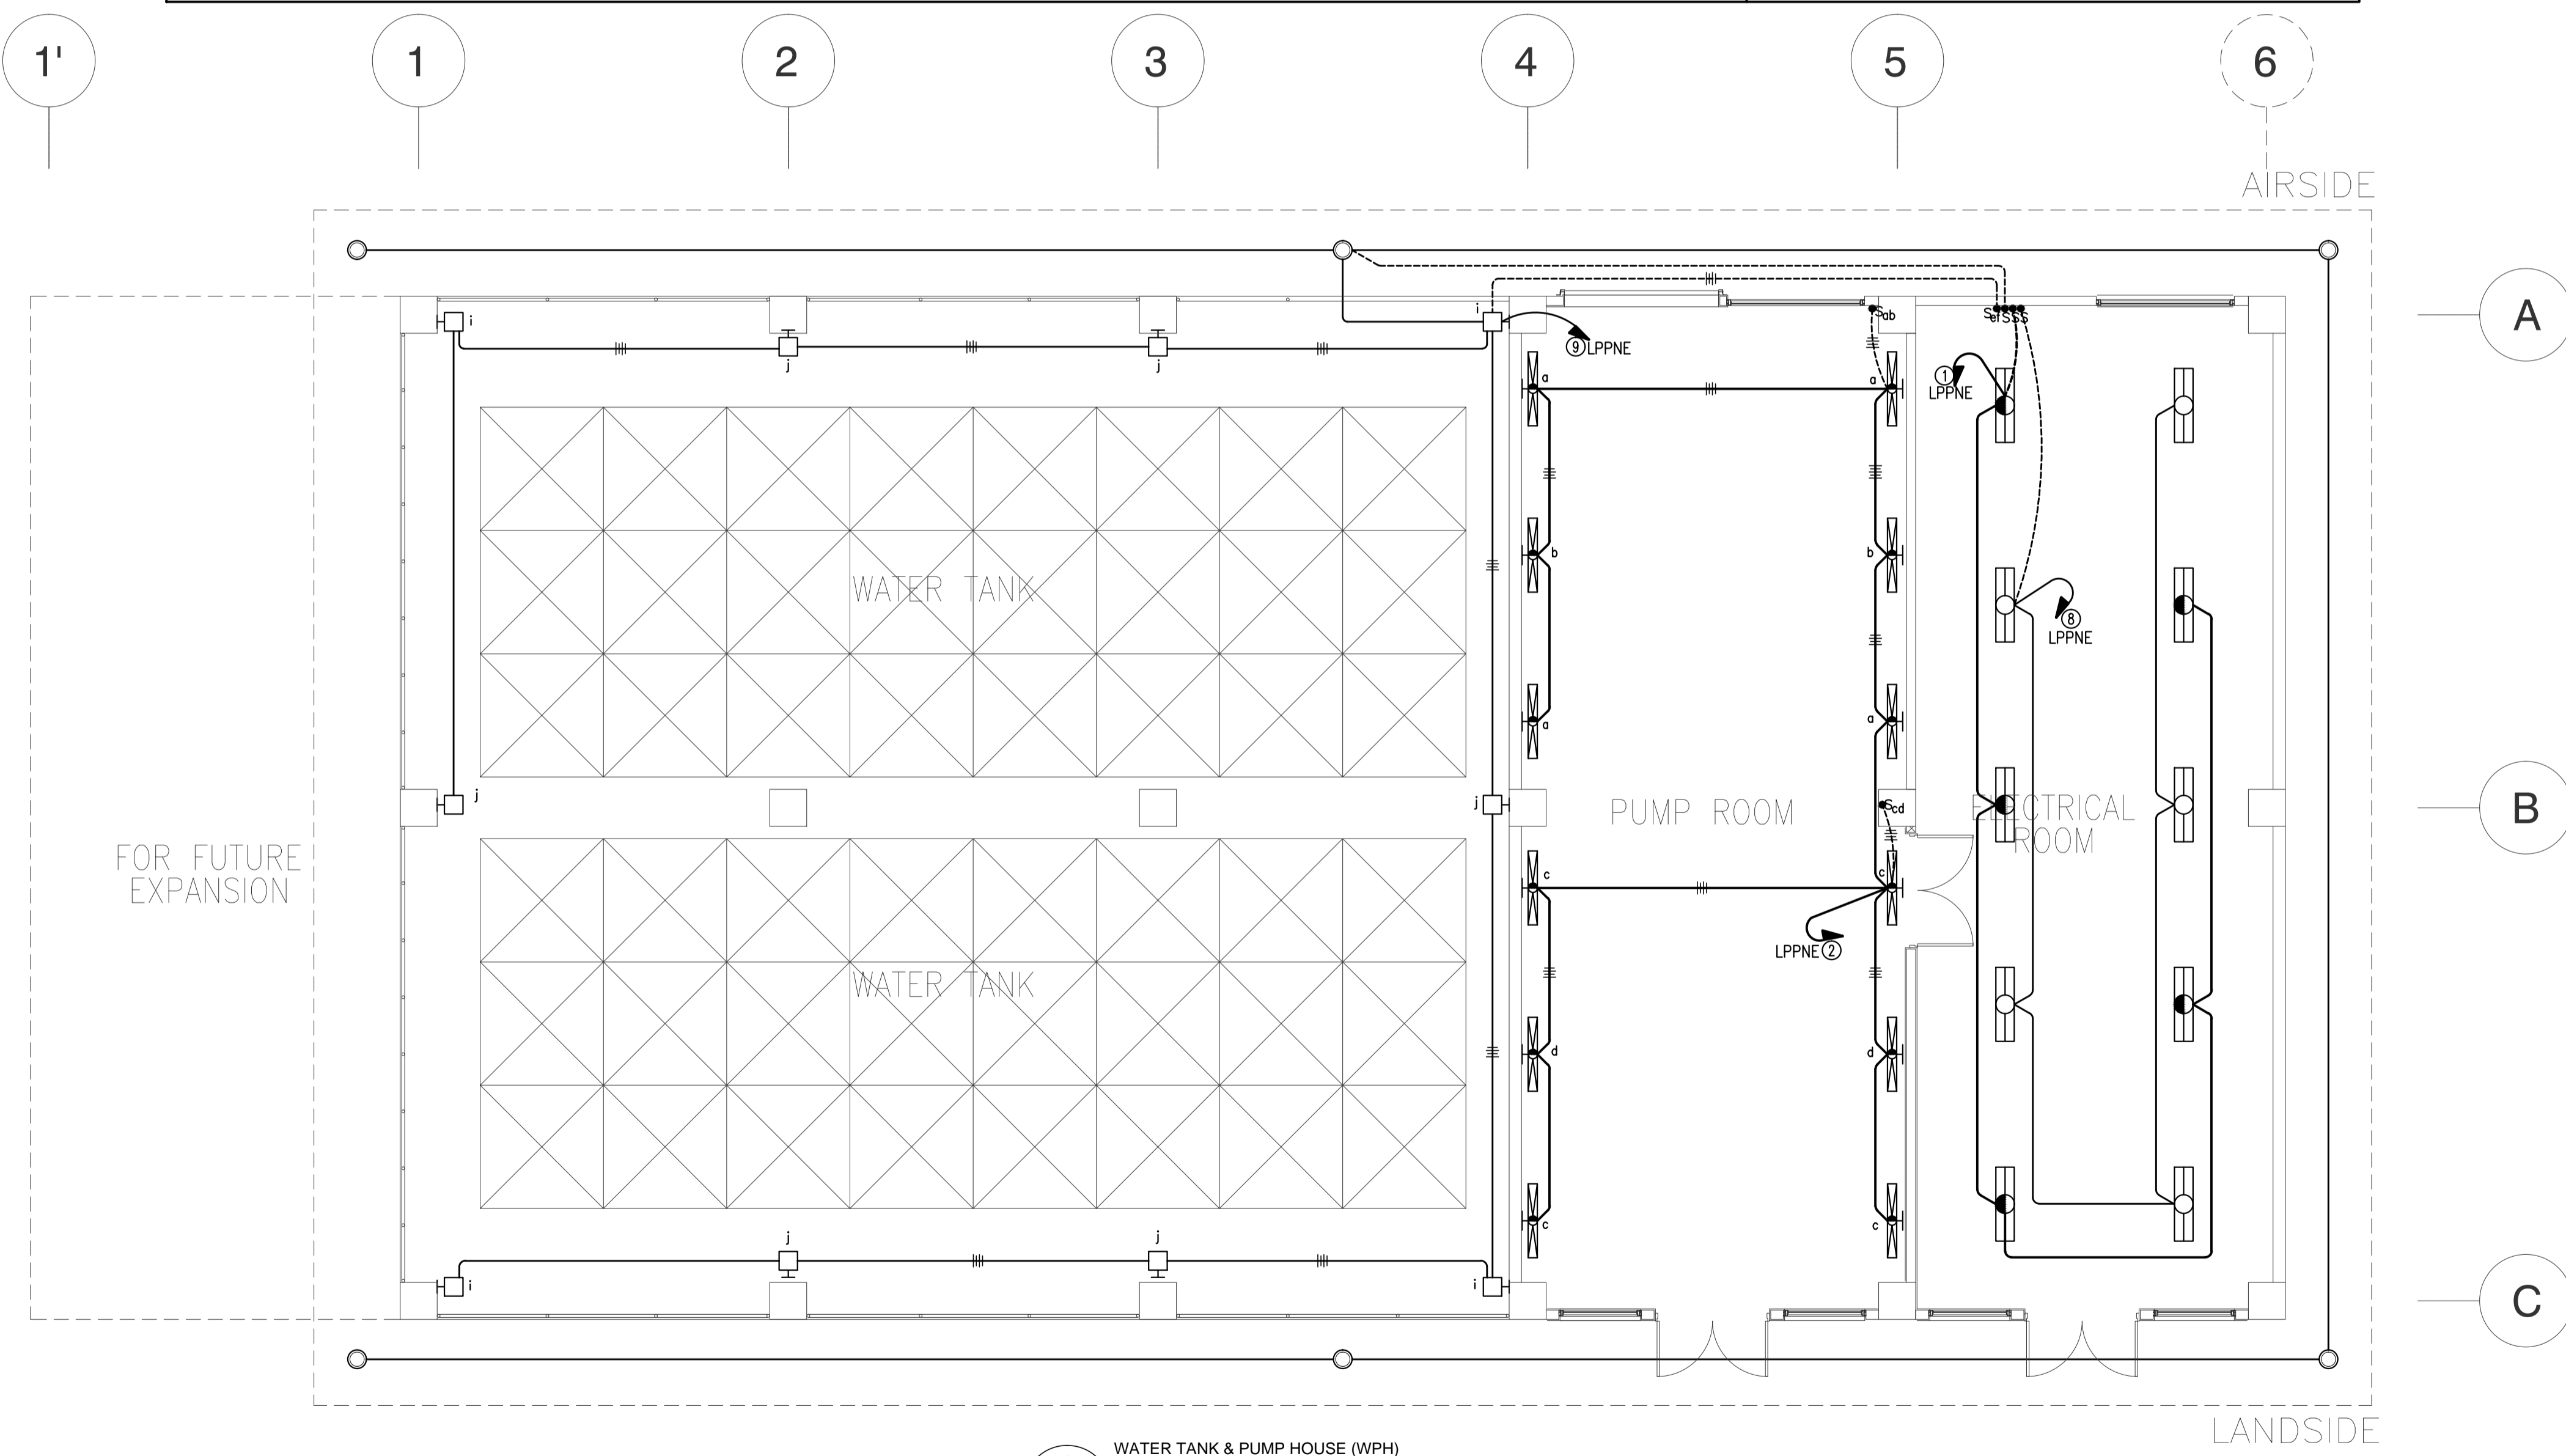 1'
1
2
3
4
5
6
AIRSIDE
A
i
i
j
j
9 LPPNE
Sab
SefSSS
a
a
1
LPPNE
b
b
WATER TANK
8
LPPNE
a
a
j
j
PUMP ROOM
Scd
ELECTRICAL
ROOM
B
FOR FUTURE
EXPANSION
c
c
LPPNE 2
WATER TANK
d
d
c
c
j
j
i
i
C
LANDSIDE
WATER TANK & PUMP HOUSE (WPH)